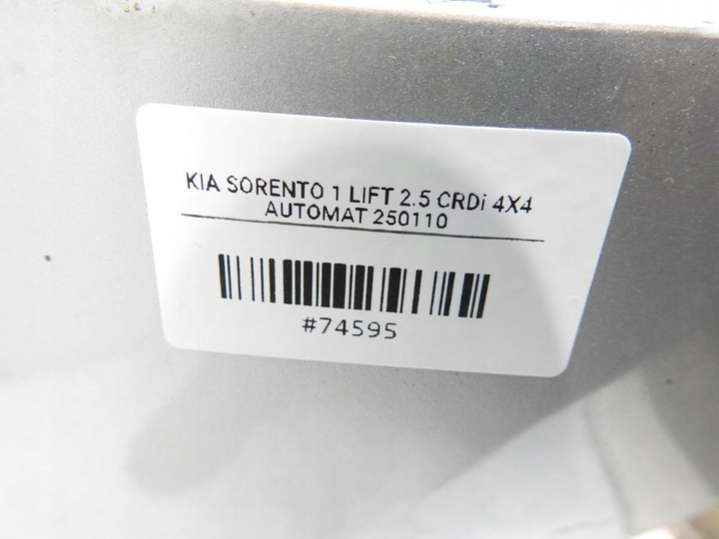 KIA SORENTO 1 LIFT 2.5 CRDi 4X4
AUTOMAT 250110
#74595